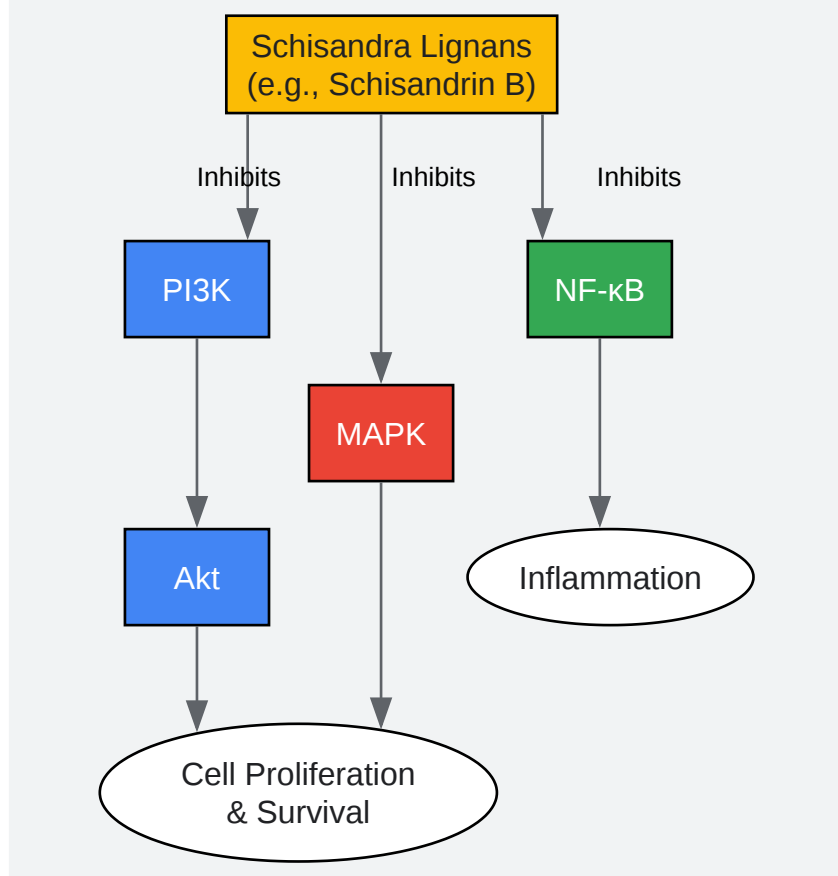 Schisandra Lignans
(e.g., Schisandrin B)
Inhibits
Inhibits
Inhibits
PI3K
NF-κB
MAPK
Akt
Inflammation
Cell Proliferation
& Survival